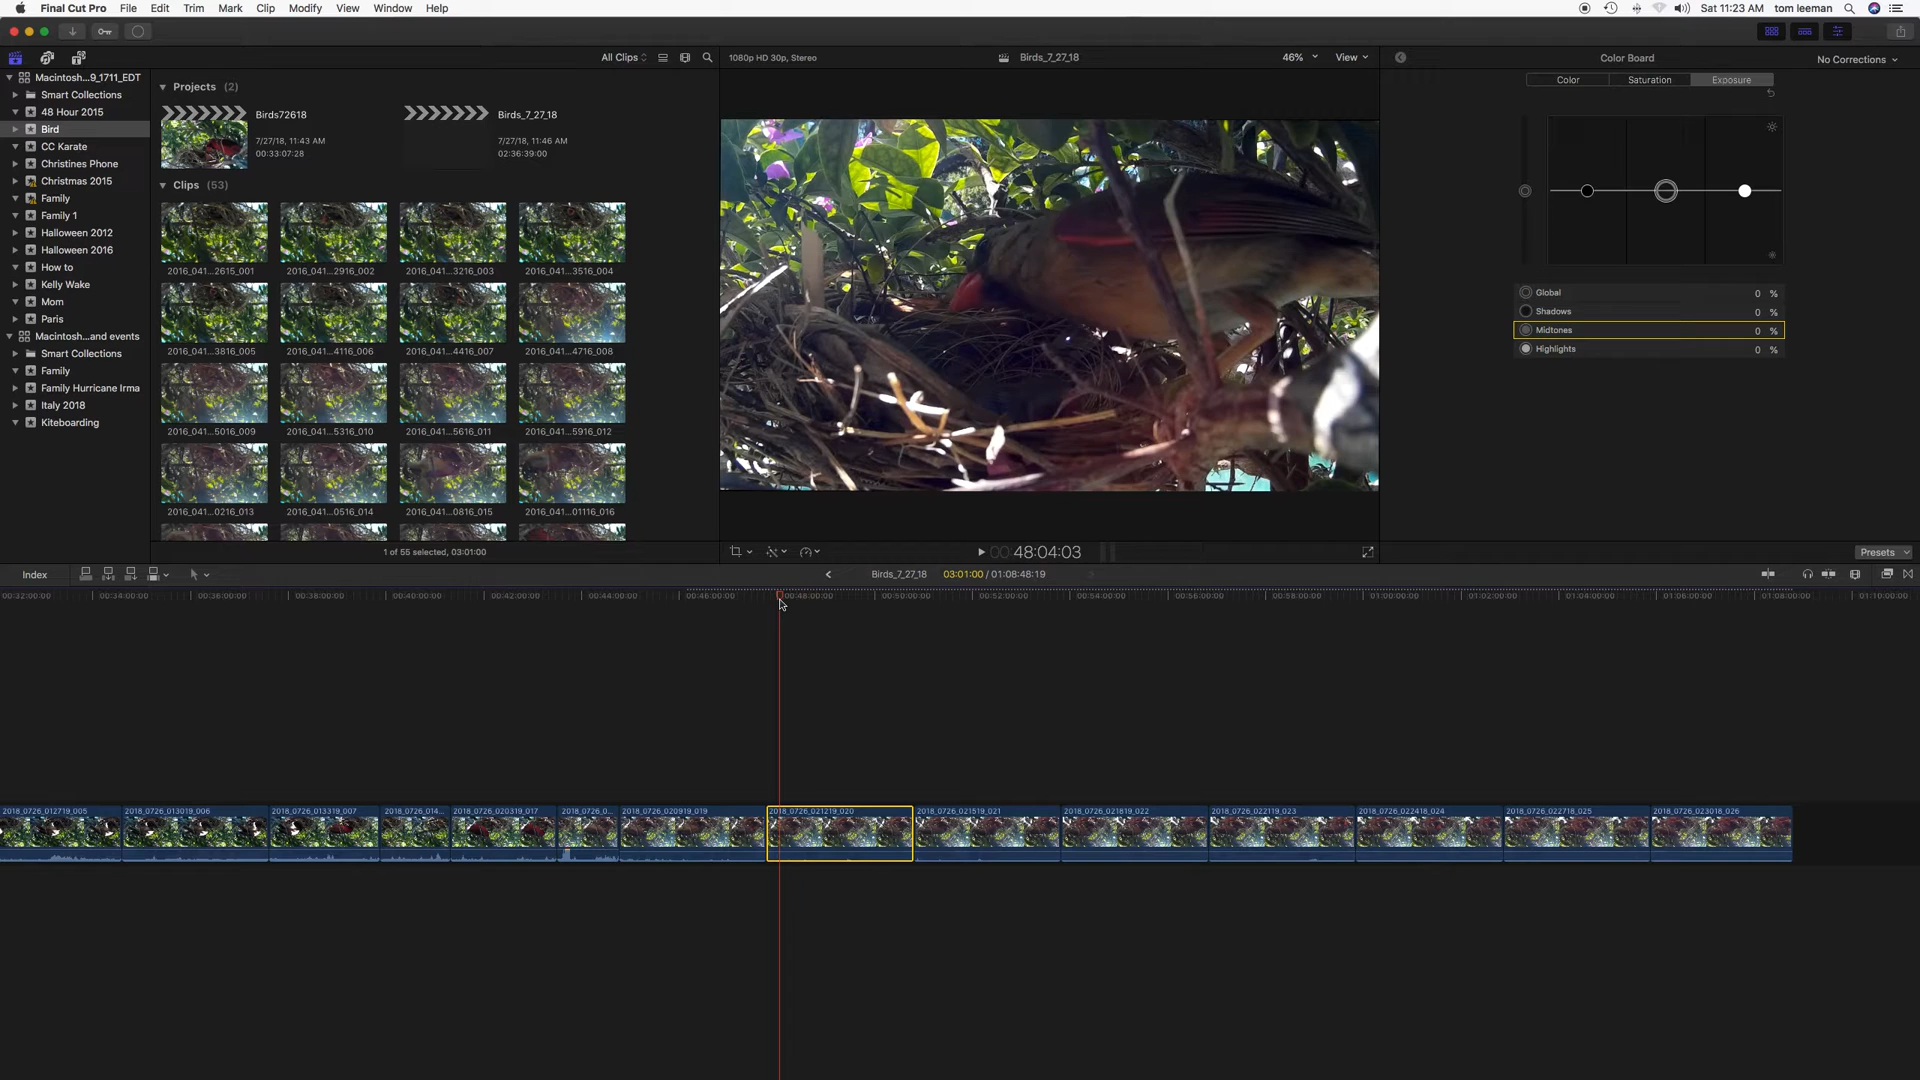 Final Cut Pro File Edit Trim Mark Clip Modify View Window Help Sat 11:23 AM tom leeman
All Clips 1080p HD 30p, Stereo Birds_7_27_18 46% View Color Board No Corrections
Macintosh...9_1711_EDT
Smart Collections
48 Hour 2015
Bird
CC Karate
Christines Phone
Christmas 2015
Family
Family 1
Halloween 2012
Halloween 2016
How to
Kelly Wake
Mom
Paris
Macintosh...and events
Smart Collections
Family
Family Hurricane Irma
Italy 2018
Kiteboarding
Projects (2)
Birds72618
7/27/18, 11:43 AM
00:33:07:28
Birds_7_27_18
7/27/18, 11:46 AM
02:36:39:00
Clips (53)
2016_041...2615_001 2016_041...2916_002 2016_041...3216_003 2016_041...3516_004
2016_041...3816_005 2016_041...4116_006 2016_041...4416_007 2016_041...4716_008
2016_041...5016_009 2016_041...5316_010 2016_041...5616_011 2016_041...5916_012
2016_041...0216_013 2016_041...0516_014 2016_041...0816_015 2016_041...01116_016
1 of 55 selected, 03:01:00
48:04:03
Color Saturation Exposure
Global 0 %
Shadows 0 %
Midtones 0 %
Highlights 0 %
Presets
Index Birds_7_27_18 03:01:00 / 01:08:48:19
00:32:00:00 00:34:00:00 00:36:00:00 00:38:00:00 00:40:00:00 00:42:00:00 00:44:00:00 00:46:00:00 00:48:00:00 00:50:00:00 00:52:00:00 00:54:00:00 00:56:00:00 00:58:00:00 01:00:00:00 01:02:00:00 01:04:00:00 01:06:00:00 01:08:00:00 01:10:00:00
2018_0726_012719_005 2018_0726_013019_006 2018_0726_013319_007 2018_0726_014... 2018_0726_020319_017 2018_0726_0... 2018_0726_020919_019 2018_0726_021219_020 2018_0726_021519_021 2018_0726_021819_022 2018_0726_022119_023 2018_0726_022418_024 2018_0726_022718_025 2018_0726_023018_026